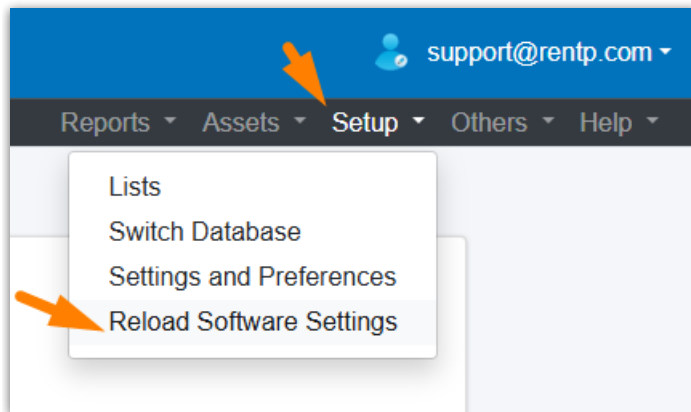 support@rentp.com
Reports Assets Setup Others Help
Lists
Switch Database
Settings and Preferences
Reload Software Settings